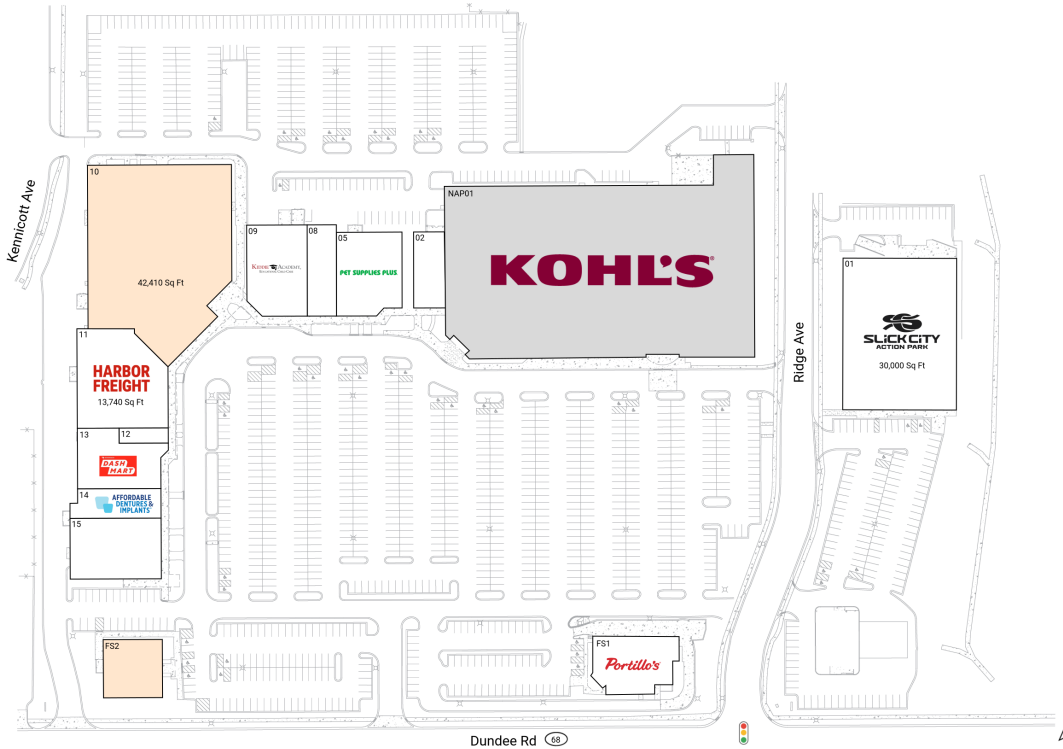 Kennicott Ave
10
42,410 Sq Ft
NAP01
KOHL'S
09
KIDDIE ACADEMY
08
05
PET SUPPLIES PLUS
02
01
SLICK CITY
ACTION PARK
30,000 Sq Ft
Ridge Ave
11
HARBOR
FREIGHT
13,740 Sq Ft
13
12
DASH
MART
14
AFFORDABLE
DENTURES &
IMPLANTS
15
FS2
FS1
Portillo's
Dundee Rd 68